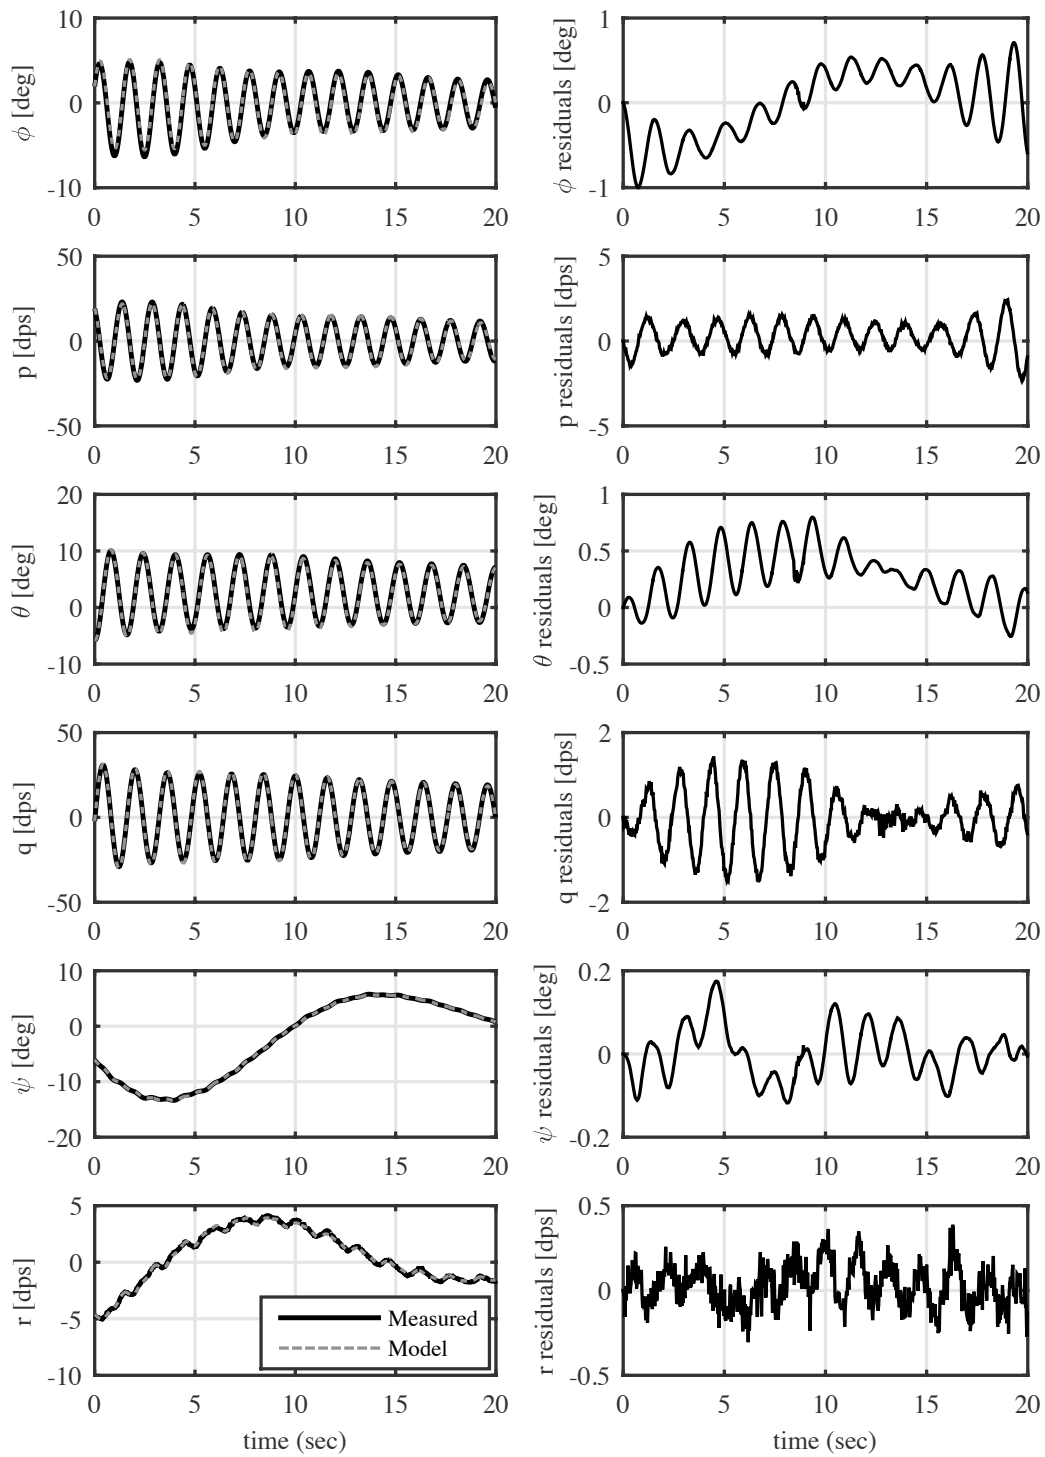 10
0
-10
ϕ [deg]
0 5 10 15 20
1
0
-1
ϕ residuals [deg]
0 5 10 15 20
50
0
-50
p [dps]
0 5 10 15 20
5
0
-5
p residuals [dps]
0 5 10 15 20
20
10
0
-10
θ [deg]
0 5 10 15 20
1
0.5
0
-0.5
θ residuals [deg]
0 5 10 15 20
50
0
-50
q [dps]
0 5 10 15 20
2
0
-2
q residuals [dps]
0 5 10 15 20
10
0
-10
-20
ψ [deg]
0 5 10 15 20
0.2
0
-0.2
ψ residuals [deg]
0 5 10 15 20
5
0
-5
-10
r [dps]
Measured
Model
0 5 10 15 20
time (sec)
0.5
0
-0.5
r residuals [dps]
0 5 10 15 20
time (sec)